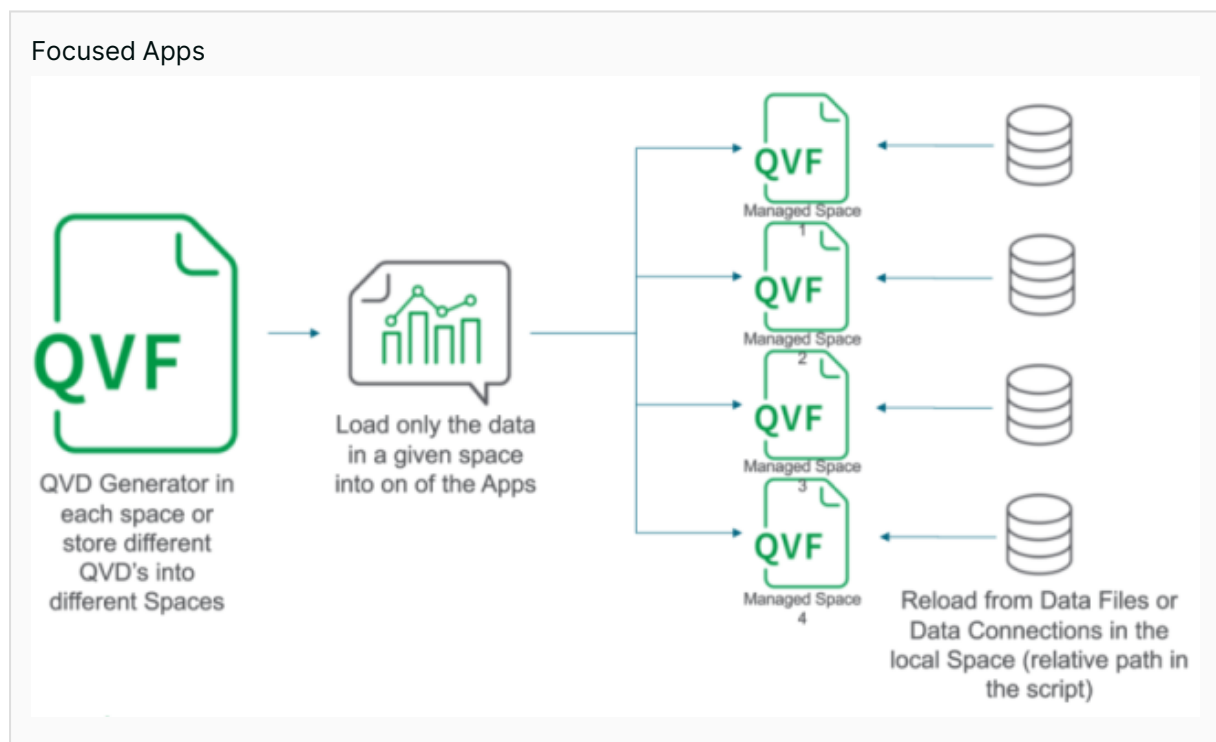 Focused Apps
QVF
QVD Generator in
each space or
store different
QVD's into
different Spaces
Load only the data
in a given space
into on of the Apps
QVF
Managed Space
1
QVF
Managed Space
2
QVF
Managed Space
3
QVF
Managed Space
4
Reload from Data Files or
Data Connections in the
local Space (relative path in
the script)